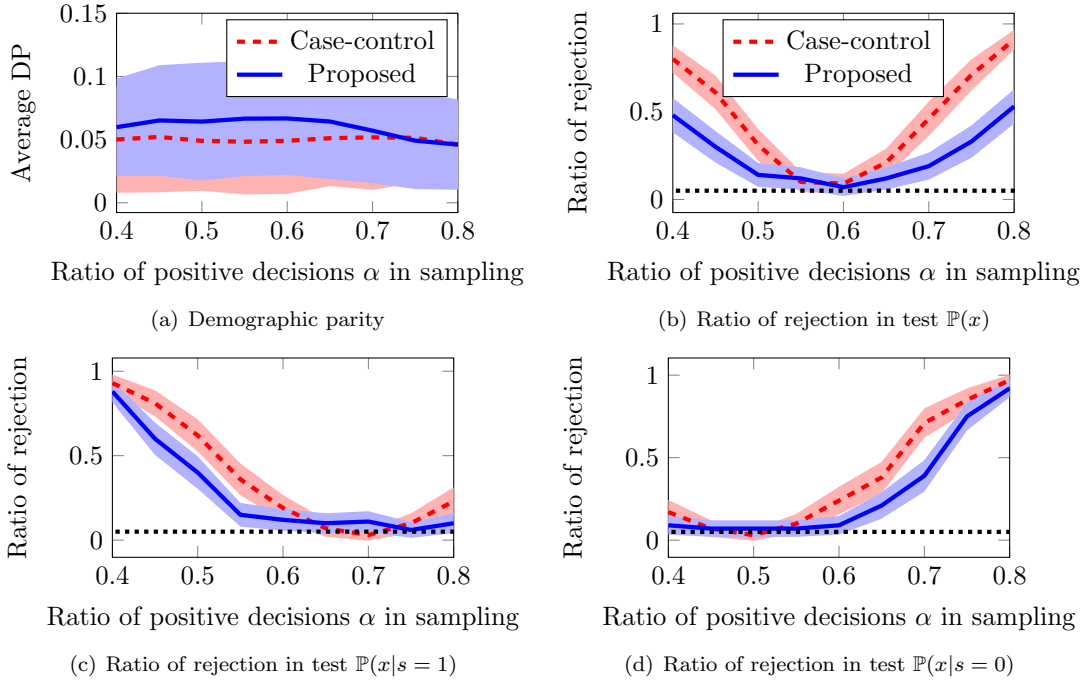 0.15
0.1
0.05
0
Average DP
Case-control
Proposed
0.4 0.5 0.6 0.7 0.8
Ratio of positive decisions α in sampling
(a) Demographic parity
1
0.5
0
Ratio of rejection
Case-control
Proposed
0.4 0.5 0.6 0.7 0.8
Ratio of positive decisions α in sampling
(b) Ratio of rejection in test ℙ(x)
1
0.5
0
Ratio of rejection
0.4 0.5 0.6 0.7 0.8
Ratio of positive decisions α in sampling
(c) Ratio of rejection in test ℙ(x|s = 1)
1
0.5
0
Ratio of rejection
0.4 0.5 0.6 0.7 0.8
Ratio of positive decisions α in sampling
(d) Ratio of rejection in test ℙ(x|s = 0)